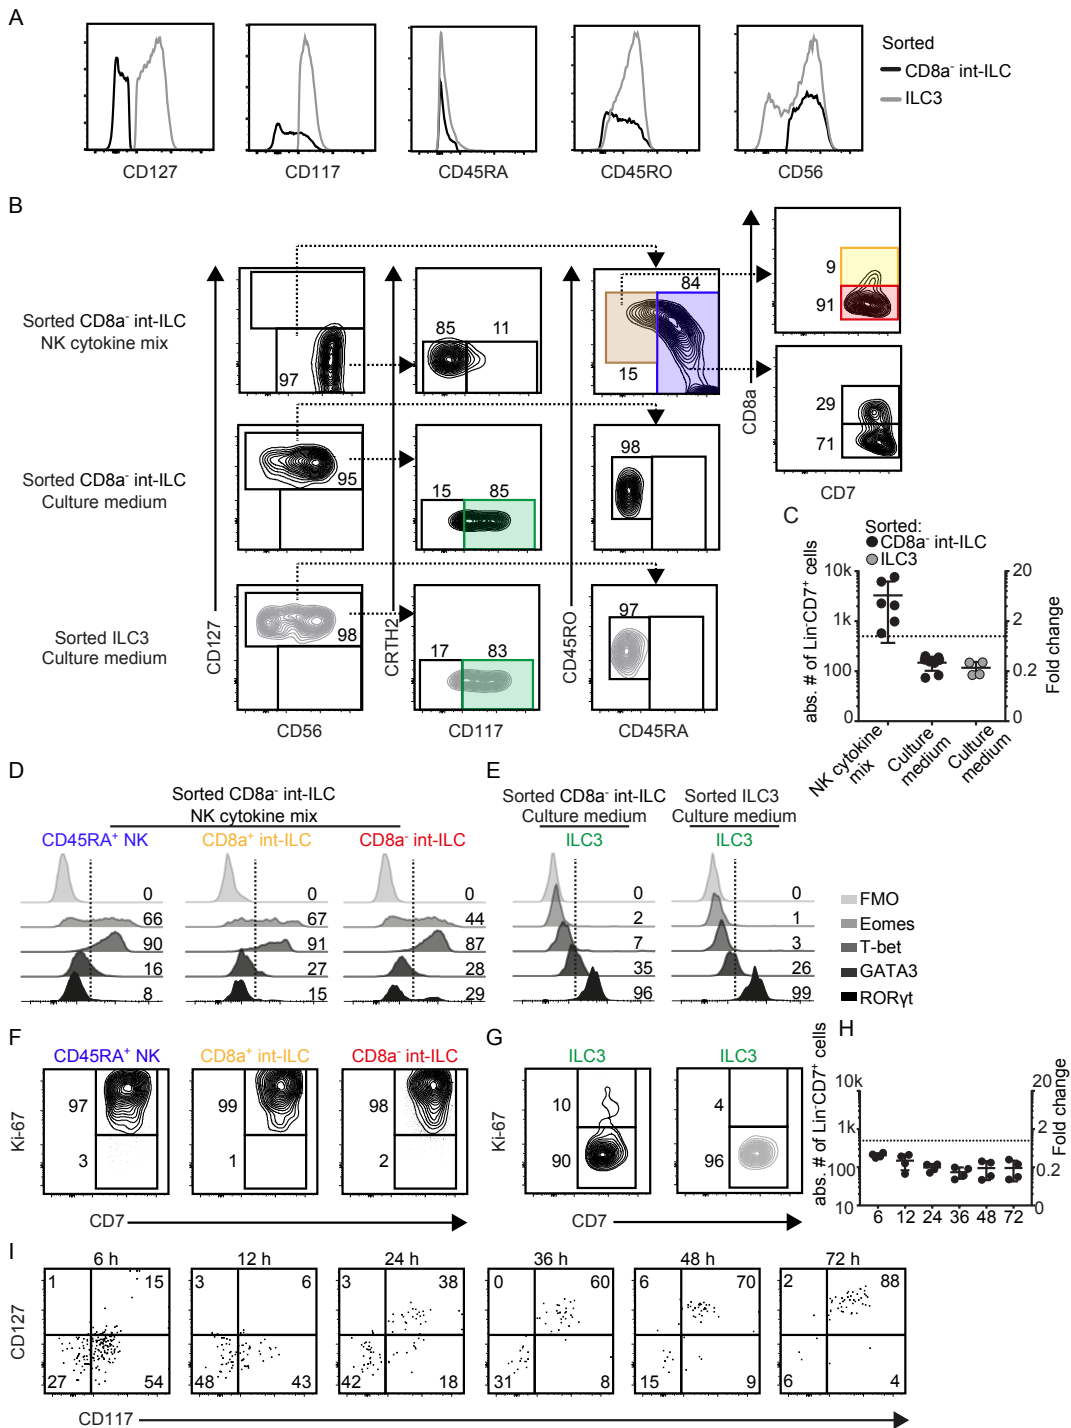 A
Sorted
CD8a⁻ int-ILC
ILC3
CD127
CD117
CD45RA
CD45RO
CD56
B
Sorted CD8a⁻ int-ILC
NK cytokine mix
97
85
11
84
15
9
91
29
71
CD8a
CD7
Sorted CD8a⁻ int-ILC
Culture medium
95
15
85
98
Sorted ILC3
Culture medium
98
17
83
97
CD127
CRTH2
CD45RO
CD56
CD117
CD45RA
C
Sorted:
CD8a⁻ int-ILC
ILC3
abs. # of Lin⁻CD7⁺ cells
10k
1k
100
0
20
2
0.2
0
Fold change
NK cytokine
mix
Culture
medium
Culture
medium
D
Sorted CD8a⁻ int-ILC
NK cytokine mix
CD45RA⁺ NK
CD8a⁺ int-ILC
CD8a⁻ int-ILC
0
66
90
16
8
0
67
91
27
15
0
44
87
28
29
E
Sorted CD8a⁻ int-ILC
Culture medium
Sorted ILC3
Culture medium
ILC3
ILC3
0
2
7
35
96
0
1
3
26
99
FMO
Eomes
T-bet
GATA3
RORγt
F
CD45RA⁺ NK
CD8a⁺ int-ILC
CD8a⁻ int-ILC
Ki-67
97
3
99
1
98
2
CD7
G
ILC3
ILC3
Ki-67
10
90
4
96
CD7
H
abs. # of Lin⁻CD7⁺ cells
10k
1k
100
10
20
2
0.2
0
Fold change
6 12 24 36 48 72
I
6 h
12 h
24 h
36 h
48 h
72 h
1 15
27 54
3 6
48 43
3 38
42 18
0 60
31 8
6 70
15 9
2 88
6 4
CD127
CD117